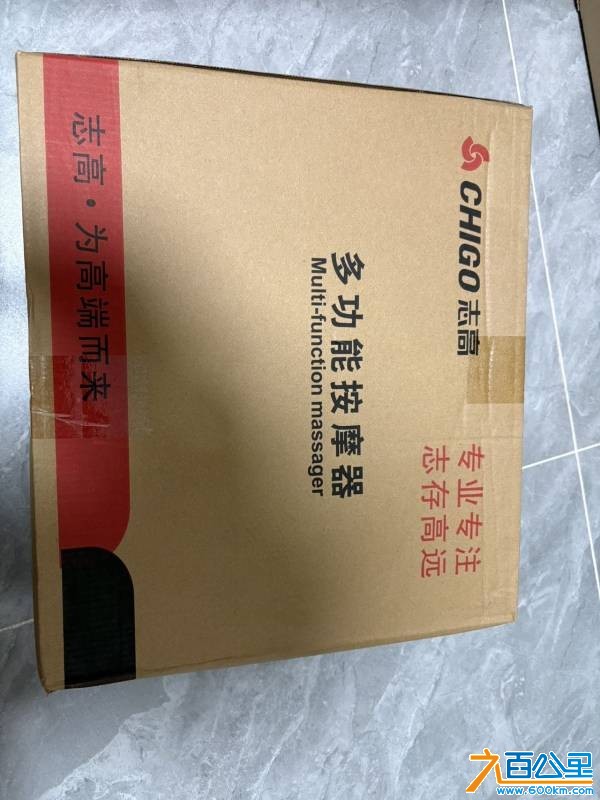 CHIGO 志高
专业专注
志存高远
多功能按摩器
Multi-function massager
志高·为高端而来
九百公里
www.600km.com